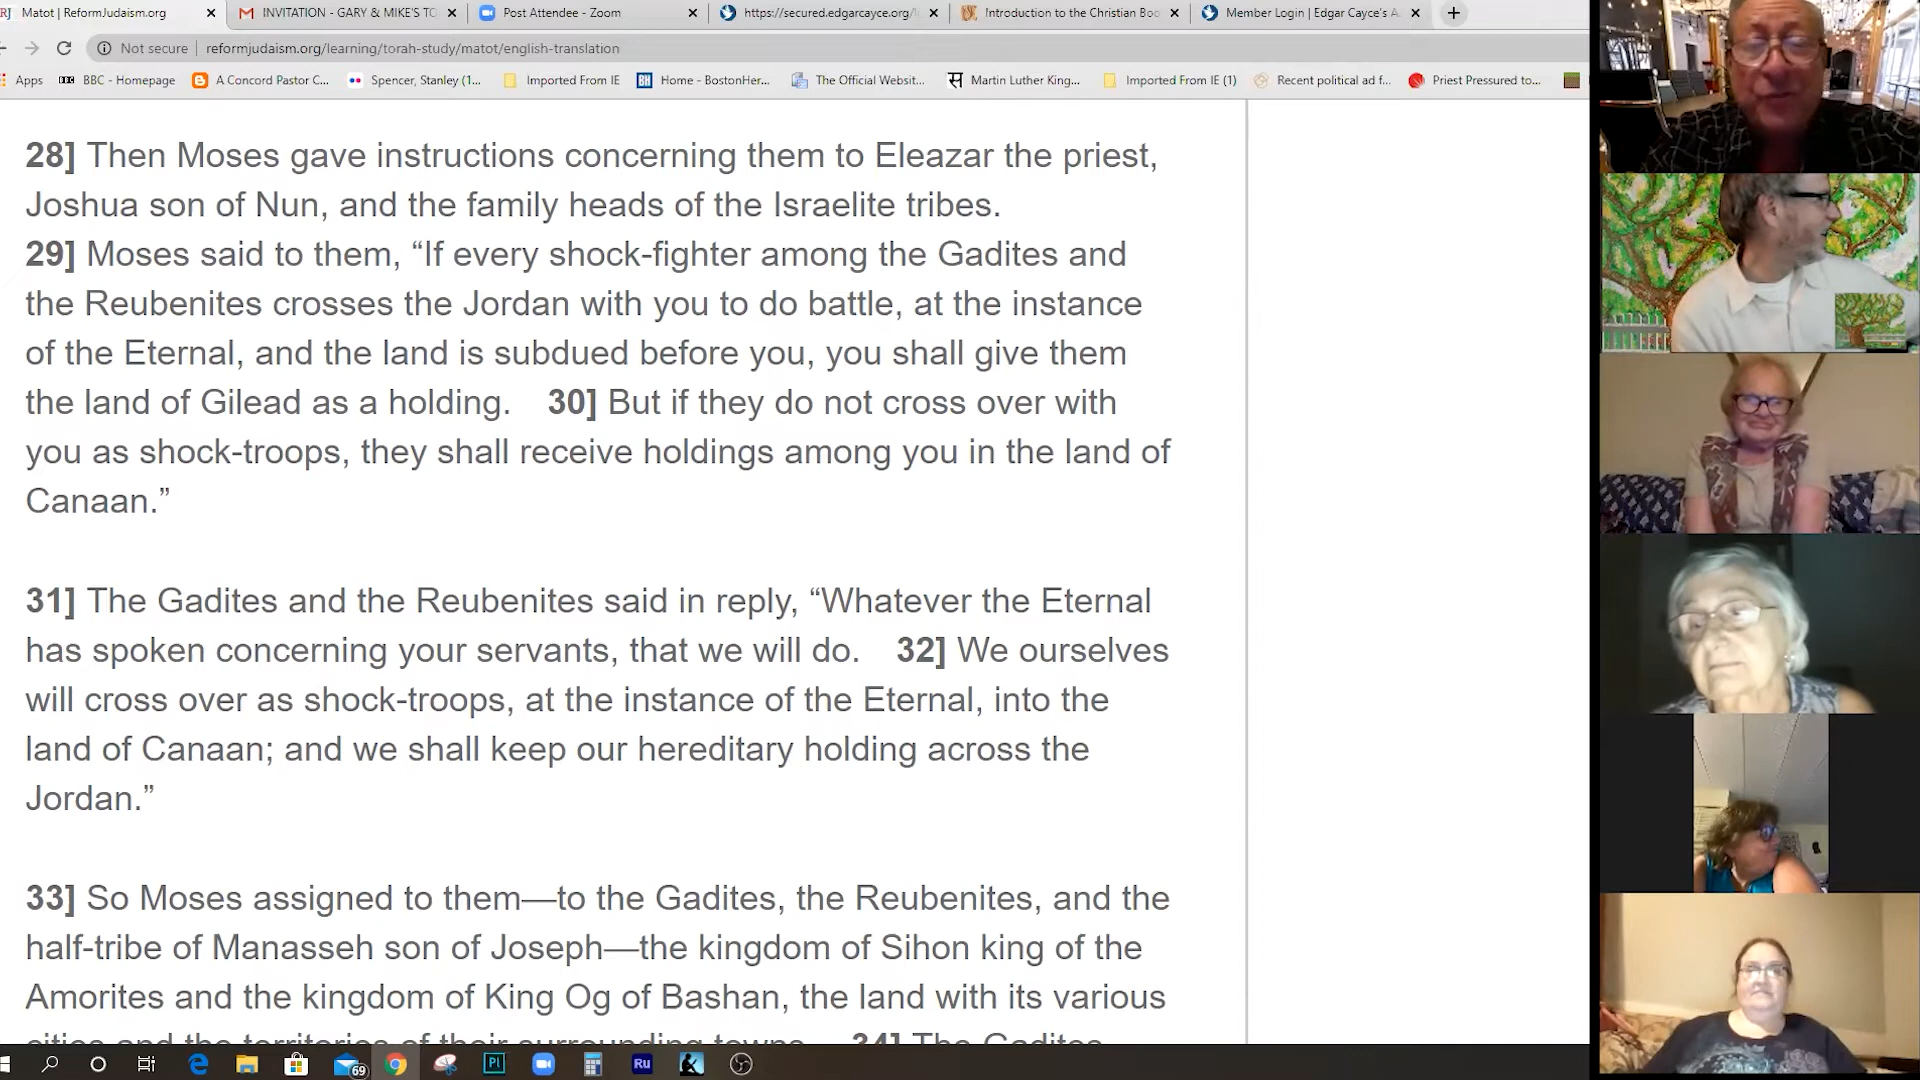 Matot | ReformJudaism.org
INVITATION - GARY & MIKE'S TO
Post Attendee - Zoom
https://secured.edgarcayce.org/
Introduction to the Christian Boo
Member Login | Edgar Cayce's A
Not secure | reformjudaism.org/learning/torah-study/matot/english-translation
Apps BBC - Homepage A Concord Pastor C... Spencer, Stanley (1... Imported From IE Home - BostonHer... The Official Websit... Martin Luther King... Imported From IE (1) Recent political ad f... Priest Pressured to...
28] Then Moses gave instructions concerning them to Eleazar the priest,
Joshua son of Nun, and the family heads of the Israelite tribes.
29] Moses said to them, “If every shock-fighter among the Gadites and
the Reubenites crosses the Jordan with you to do battle, at the instance
of the Eternal, and the land is subdued before you, you shall give them
the land of Gilead as a holding. 30] But if they do not cross over with
you as shock-troops, they shall receive holdings among you in the land of
Canaan.”
31] The Gadites and the Reubenites said in reply, “Whatever the Eternal
has spoken concerning your servants, that we will do. 32] We ourselves
will cross over as shock-troops, at the instance of the Eternal, into the
land of Canaan; and we shall keep our hereditary holding across the
Jordan.”
33] So Moses assigned to them—to the Gadites, the Reubenites, and the
half-tribe of Manasseh son of Joseph—the kingdom of Sihon king of the
Amorites and the kingdom of King Og of Bashan, the land with its various
cities and the territories of their surrounding towns. 34] The Gadites
69
Pl
Ru